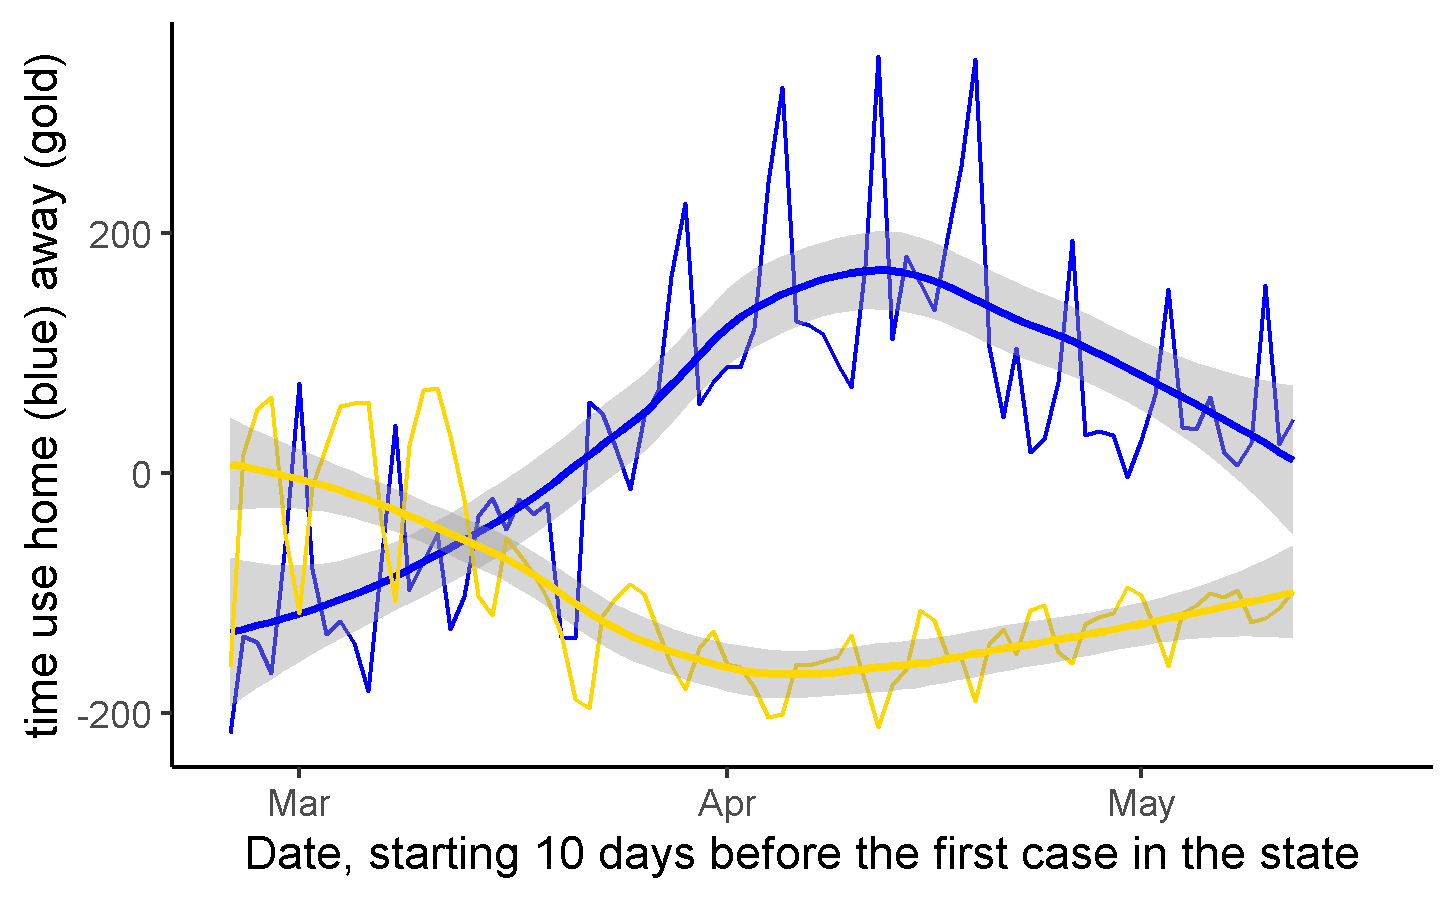 time use home (blue) away (gold)
200
0
-200
Mar
Apr
May
Date, starting 10 days before the first case in the state